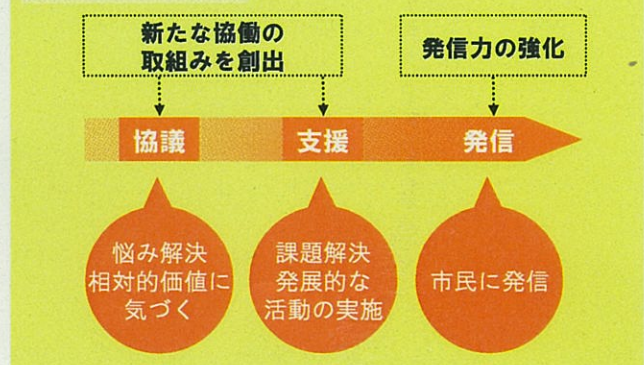 新たな協働の
取組みを創出
発信力の強化
協議
支援
発信
悩み解決
相対的価値に
気づく
課題解決
発展的な
活動の実施
市民に発信